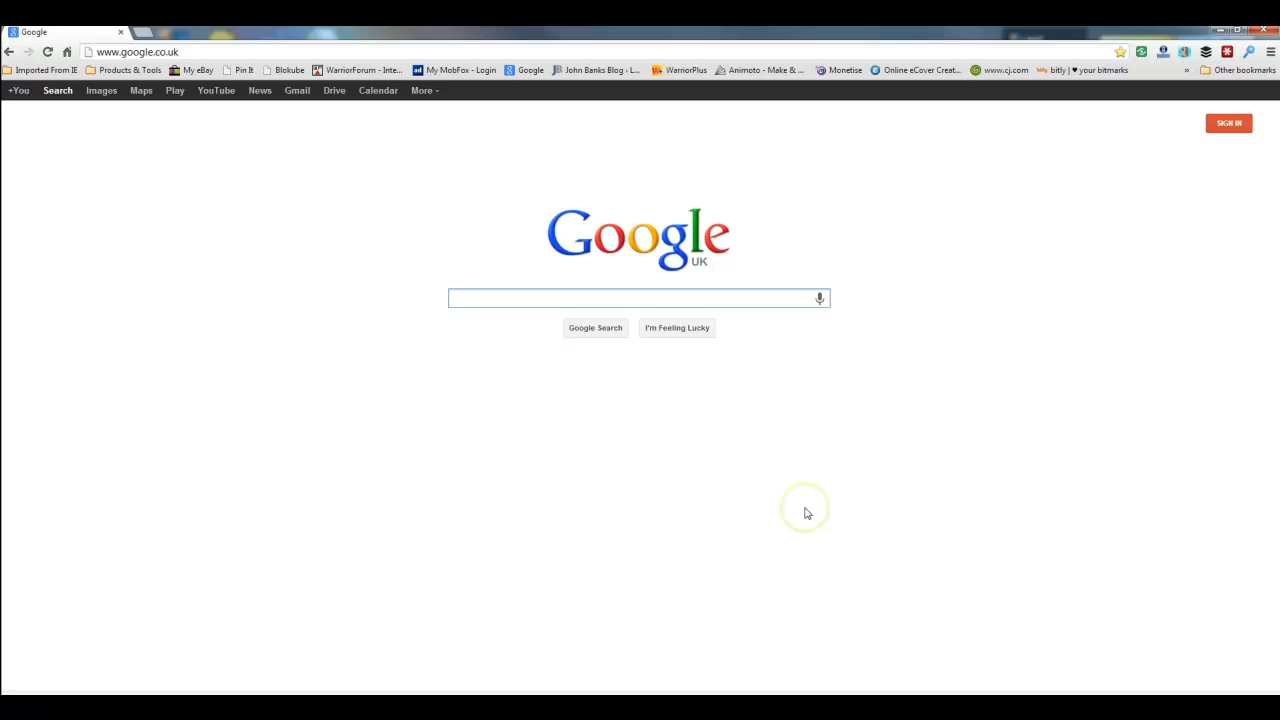 Google
www.google.co.uk
Imported From IE Products & Tools My eBay Pin It Blokube WarriorForum - Inte... My MobFox - Login Google John Banks Blog - L... WarriorPlus Animoto - Make & ... Monetise Online eCover Creat... www.cj.com bitly | ♥ your bitmarks » Other bookmarks
+You Search Images Maps Play YouTube News Gmail Drive Calendar More
SIGN IN
Google
UK
Google Search I'm Feeling Lucky